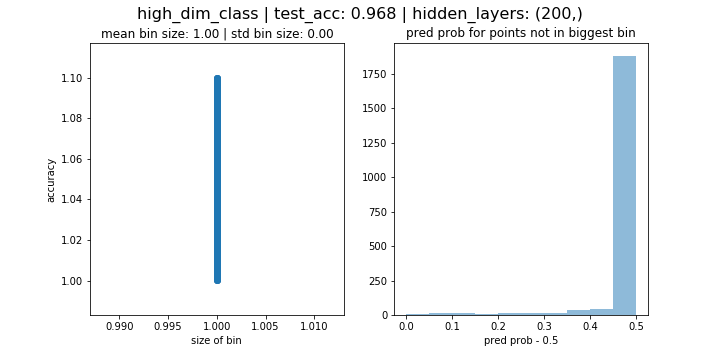 high_dim_class | test_acc: 0.968 | hidden_layers: (200,)
mean bin size: 1.00 | std bin size: 0.00
accuracy
1.10
1.08
1.06
1.04
1.02
1.00
0.990 0.995 1.000 1.005 1.010
size of bin
pred prob for points not in biggest bin
1750
1500
1250
1000
750
500
250
0
0.0 0.1 0.2 0.3 0.4 0.5
pred prob - 0.5